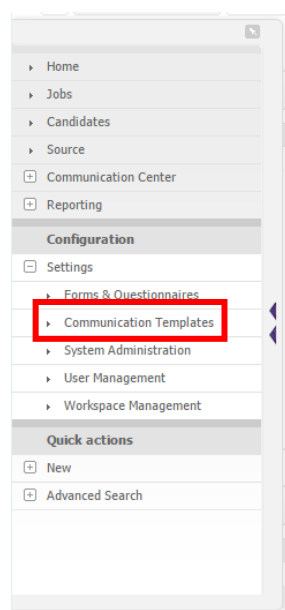 Home
Jobs
Candidates
Source
Communication Center
Reporting
Configuration
Settings
Forms & Questionnaires
Communication Templates
System Administration
User Management
Workspace Management
Quick actions
New
Advanced Search